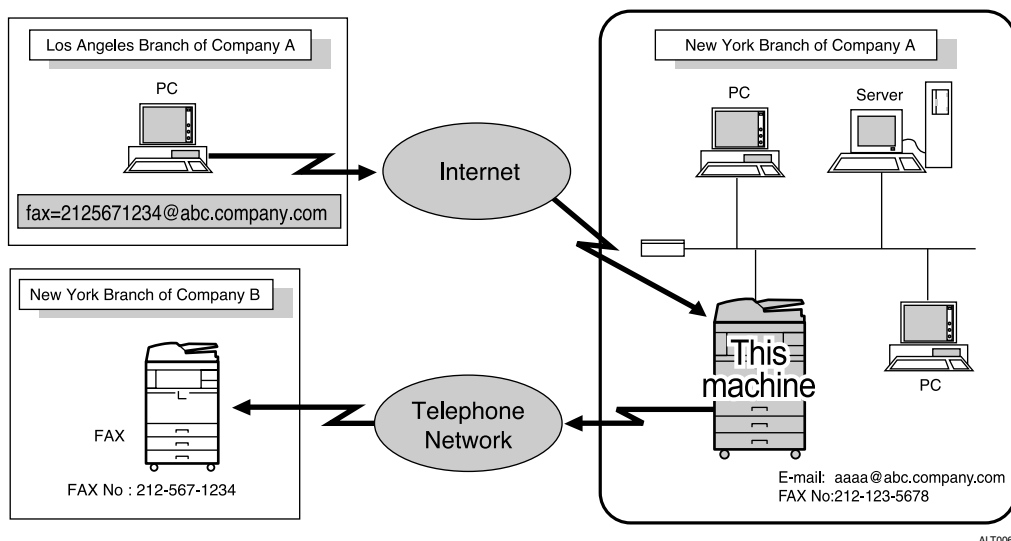 Los Angeles Branch of Company A
PC
fax=2125671234@abc.company.com
Internet
New York Branch of Company A
PC
Server
PC
This
machine
E-mail: aaaa@abc.company.com
FAX No:212-123-5678
New York Branch of Company B
FAX
FAX No : 212-567-1234
Telephone
Network
ALT006